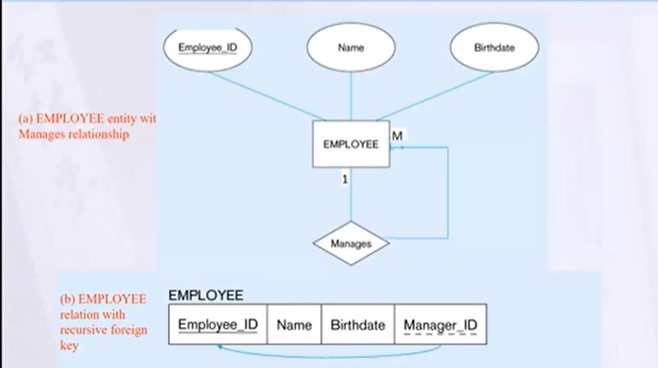 Employee_ID
Name
Birthdate
(a) EMPLOYEE entity wit
Manages relationship
EMPLOYEE
M
1
Manages
(b) EMPLOYEE
relation with
recursive foreign
key
EMPLOYEE
Employee_ID Name Birthdate Manager_ID